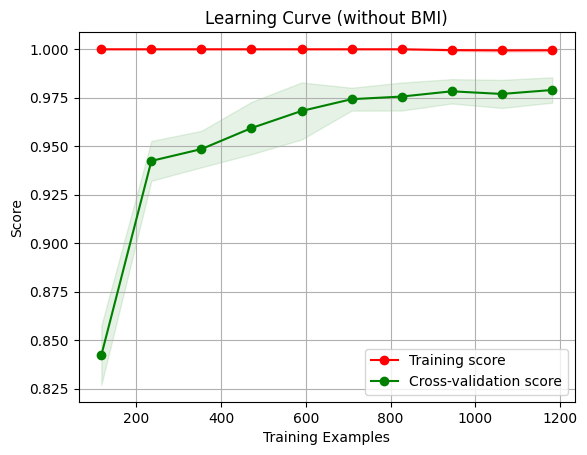 Learning Curve (without BMI)
Score
1.000
0.975
0.950
0.925
0.900
0.875
0.850
0.825
Training score
Cross-validation score
200
400
600
800
1000
1200
Training Examples